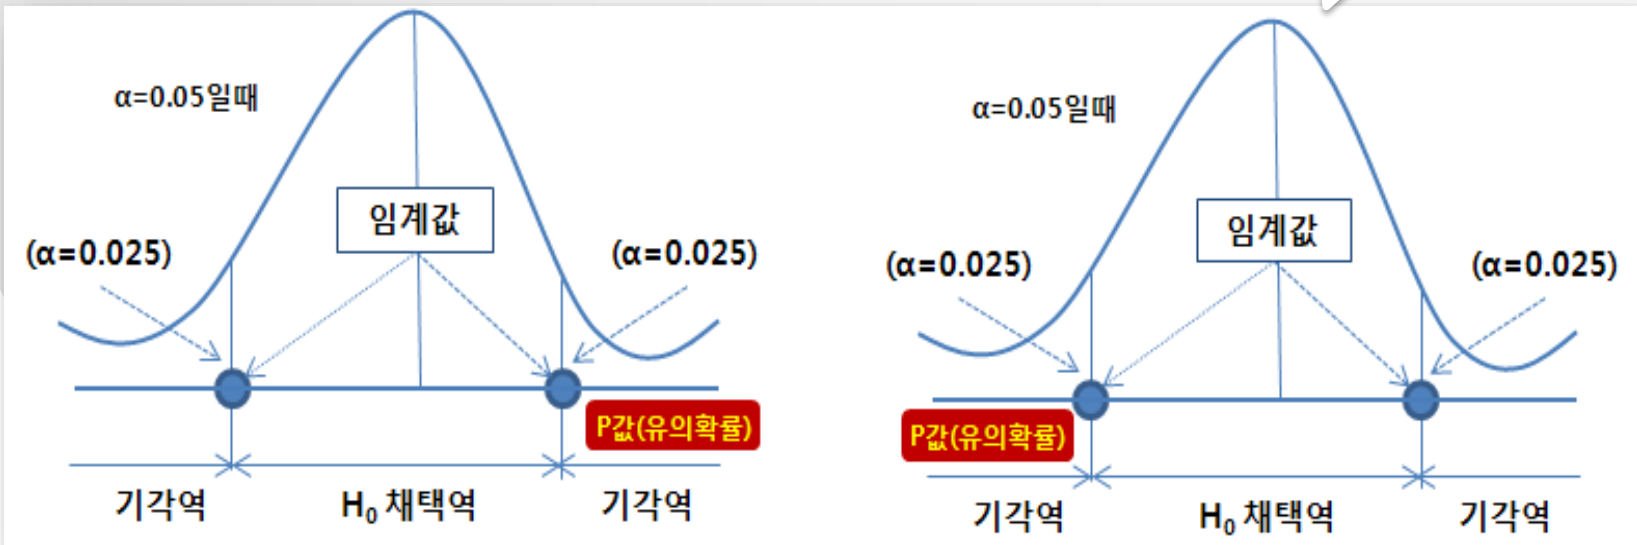 α=0.05일때
임계값
(α=0.025)
(α=0.025)
P값(유의확률)
기각역
H₀ 채택역
기각역
α=0.05일때
임계값
(α=0.025)
(α=0.025)
P값(유의확률)
기각역
H₀ 채택역
기각역